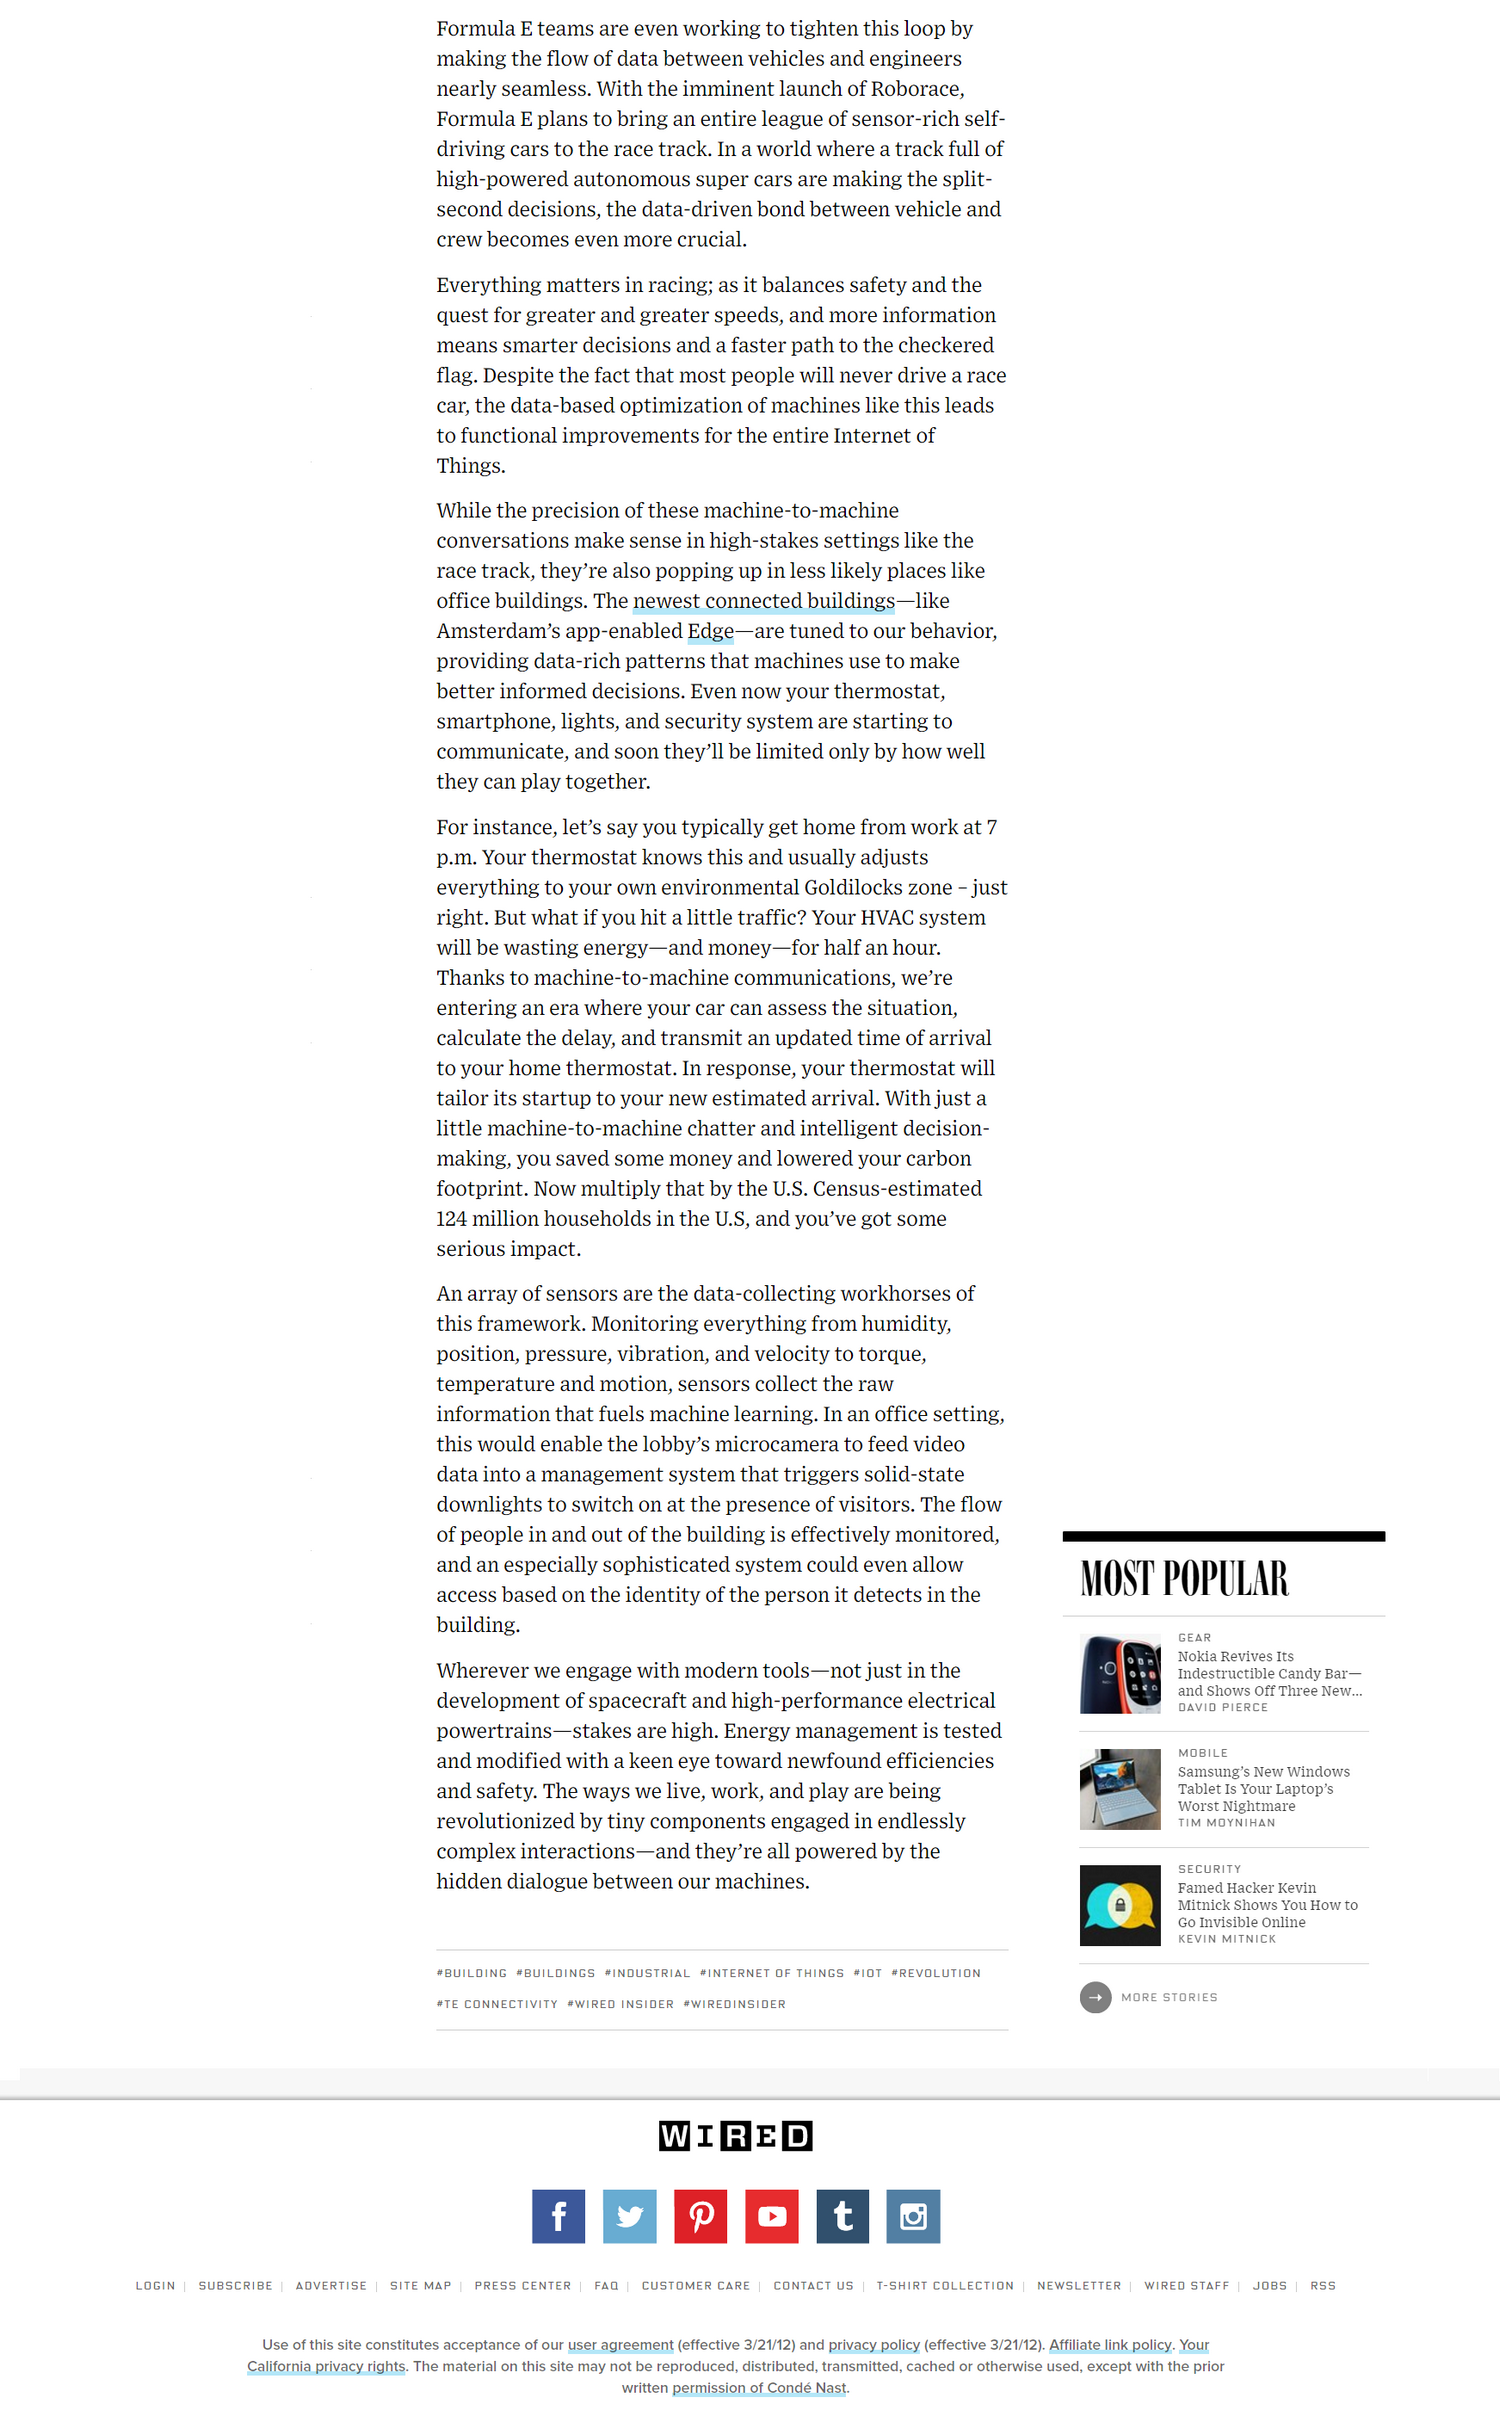 Formula E teams are even working to tighten this loop by
making the flow of data between vehicles and engineers
nearly seamless. With the imminent launch of Roborace,
Formula E plans to bring an entire league of sensor-rich self-
driving cars to the race track. In a world where a track full of
high-powered autonomous super cars are making the split-
second decisions, the data-driven bond between vehicle and
crew becomes even more crucial.
Everything matters in racing; as it balances safety and the
quest for greater and greater speeds, and more information
means smarter decisions and a faster path to the checkered
flag. Despite the fact that most people will never drive a race
car, the data-based optimization of machines like this leads
to functional improvements for the entire Internet of
Things.
While the precision of these machine-to-machine
conversations make sense in high-stakes settings like the
race track, they’re also popping up in less likely places like
office buildings. The newest connected buildings—like
Amsterdam’s app-enabled Edge—are tuned to our behavior,
providing data-rich patterns that machines use to make
better informed decisions. Even now your thermostat,
smartphone, lights, and security system are starting to
communicate, and soon they’ll be limited only by how well
they can play together.
For instance, let’s say you typically get home from work at 7
p.m. Your thermostat knows this and usually adjusts
everything to your own environmental Goldilocks zone – just
right. But what if you hit a little traffic? Your HVAC system
will be wasting energy—and money—for half an hour.
Thanks to machine-to-machine communications, we’re
entering an era where your car can assess the situation,
calculate the delay, and transmit an updated time of arrival
to your home thermostat. In response, your thermostat will
tailor its startup to your new estimated arrival. With just a
little machine-to-machine chatter and intelligent decision-
making, you saved some money and lowered your carbon
footprint. Now multiply that by the U.S. Census-estimated
124 million households in the U.S, and you’ve got some
serious impact.
An array of sensors are the data-collecting workhorses of
this framework. Monitoring everything from humidity,
position, pressure, vibration, and velocity to torque,
temperature and motion, sensors collect the raw
information that fuels machine learning. In an office setting,
this would enable the lobby’s microcamera to feed video
data into a management system that triggers solid-state
downlights to switch on at the presence of visitors. The flow
of people in and out of the building is effectively monitored,
and an especially sophisticated system could even allow
access based on the identity of the person it detects in the
building.
Wherever we engage with modern tools—not just in the
development of spacecraft and high-performance electrical
powertrains—stakes are high. Energy management is tested
and modified with a keen eye toward newfound efficiencies
and safety. The ways we live, work, and play are being
revolutionized by tiny components engaged in endlessly
complex interactions—and they’re all powered by the
hidden dialogue between our machines.
#BUILDING #BUILDINGS #INDUSTRIAL #INTERNET OF THINGS #IOT #REVOLUTION
#TE CONNECTIVITY #WIRED INSIDER #WIREDINSIDER
MOST POPULAR
GEAR
Nokia Revives Its
Indestructible Candy Bar—
and Shows Off Three New...
DAVID PIERCE
MOBILE
Samsung’s New Windows
Tablet Is Your Laptop’s
Worst Nightmare
TIM MOYNIHAN
SECURITY
Famed Hacker Kevin
Mitnick Shows You How to
Go Invisible Online
KEVIN MITNICK
MORE STORIES
WIRED
LOGIN | SUBSCRIBE | ADVERTISE | SITE MAP | PRESS CENTER | FAQ | CUSTOMER CARE | CONTACT US | T-SHIRT COLLECTION | NEWSLETTER | WIRED STAFF | JOBS | RSS
Use of this site constitutes acceptance of our user agreement (effective 3/21/12) and privacy policy (effective 3/21/12). Affiliate link policy. Your
California privacy rights. The material on this site may not be reproduced, distributed, transmitted, cached or otherwise used, except with the prior
written permission of Condé Nast.